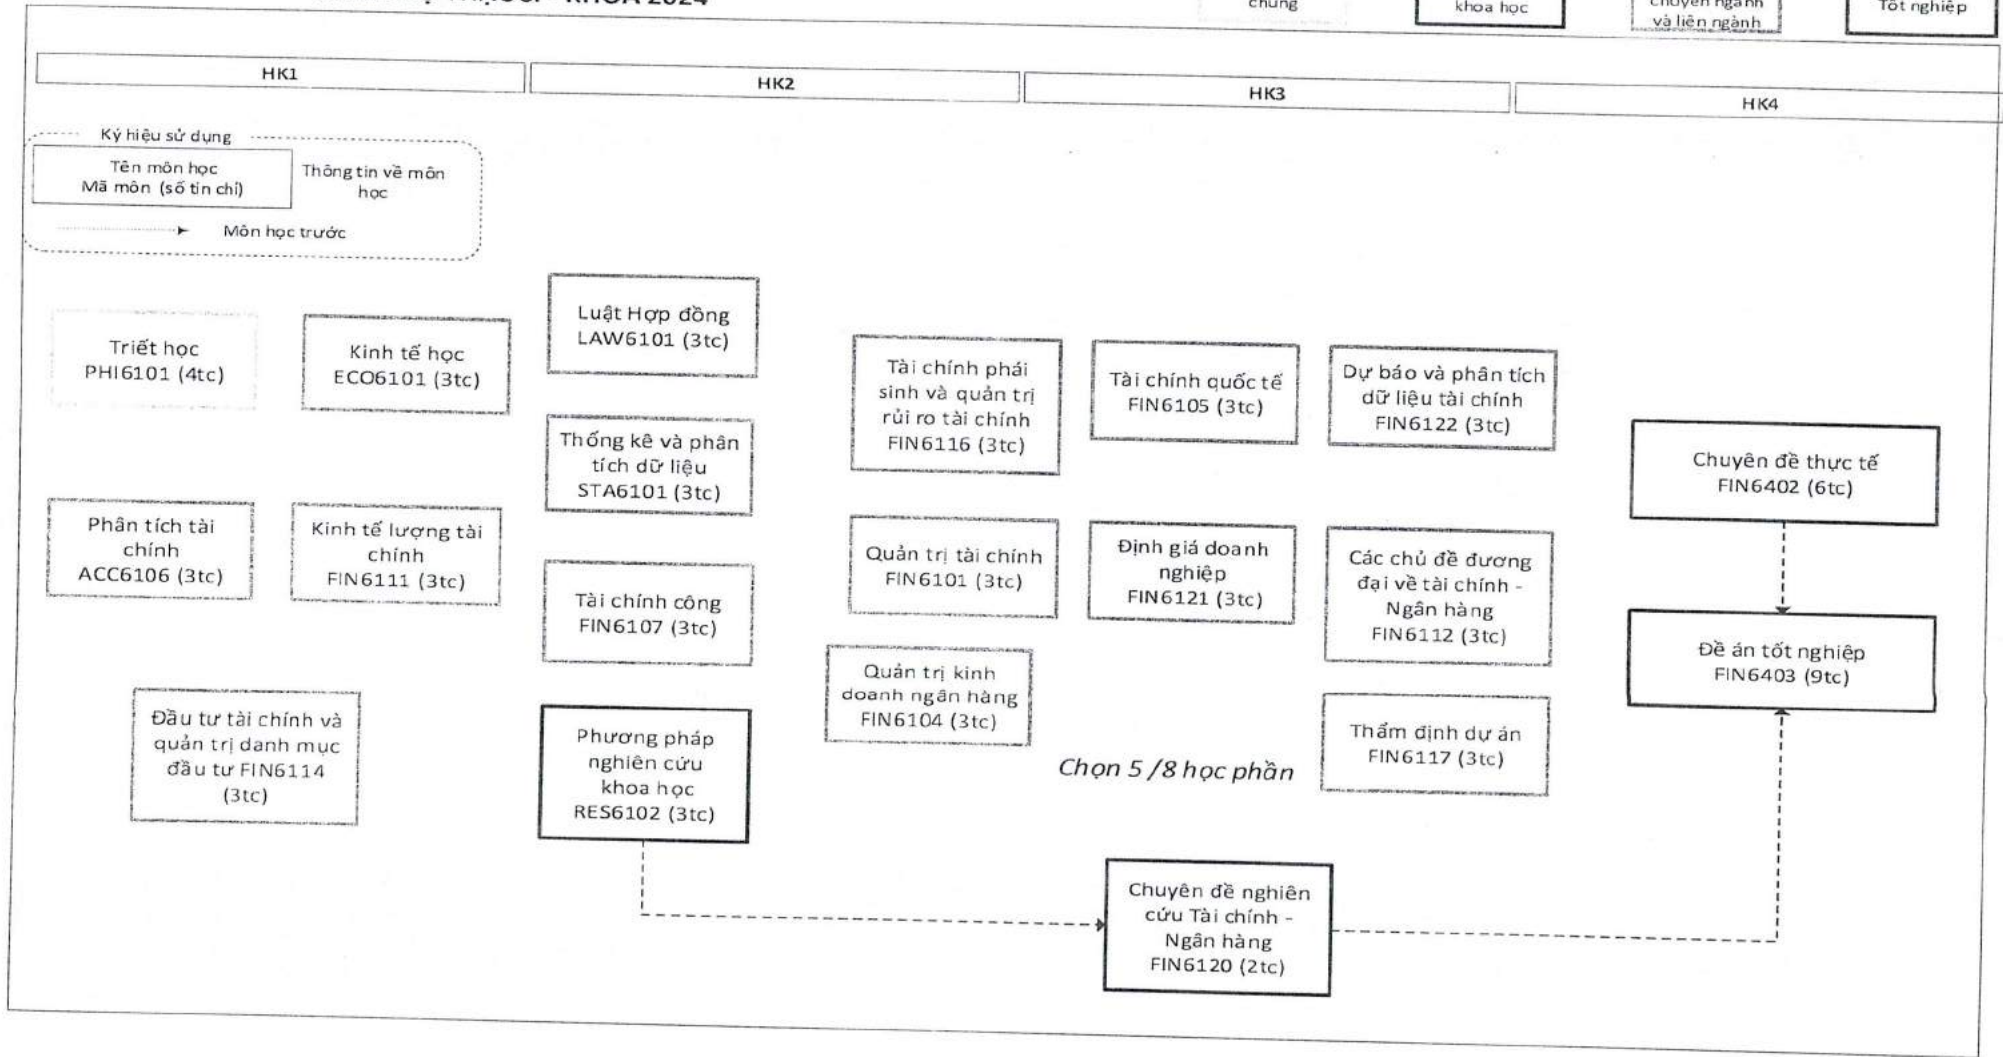 KHÓA 2024
chung
khoa học
chuyên ngành
và liên ngành
Tốt nghiệp
HK1
HK2
HK3
HK4
Ký hiệu sử dụng
Tên môn học
Mã môn (số tín chỉ)
Thông tin về môn
học
Môn học trước
Triết học
PHI6101 (4tc)
Kinh tế học
ECO6101 (3tc)
Phân tích tài
chính
ACC6106 (3tc)
Kinh tế lượng tài
chính
FIN6111 (3tc)
Đầu tư tài chính và
quản trị danh mục
đầu tư FIN6114
(3tc)
Luật Hợp đồng
LAW6101 (3tc)
Thống kê và phân
tích dữ liệu
STA6101 (3tc)
Tài chính công
FIN6107 (3tc)
Phương pháp
nghiên cứu
khoa học
RES6102 (3tc)
Tài chính phái
sinh và quản trị
rủi ro tài chính
FIN6116 (3tc)
Quản trị tài chính
FIN6101 (3tc)
Quản trị kinh
doanh ngân hàng
FIN6104 (3tc)
Tài chính quốc tế
FIN6105 (3tc)
Định giá doanh
nghiệp
FIN6121 (3tc)
Chọn 5 /8 học phần
Dự báo và phân tích
dữ liệu tài chính
FIN6122 (3tc)
Các chủ đề đương
đại về tài chính -
Ngân hàng
FIN6112 (3tc)
Thẩm định dự án
FIN6117 (3tc)
Chuyên đề nghiên
cứu Tài chính -
Ngân hàng
FIN6120 (2tc)
Chuyên đề thực tế
FIN6402 (6tc)
Đề án tốt nghiệp
FIN6403 (9tc)